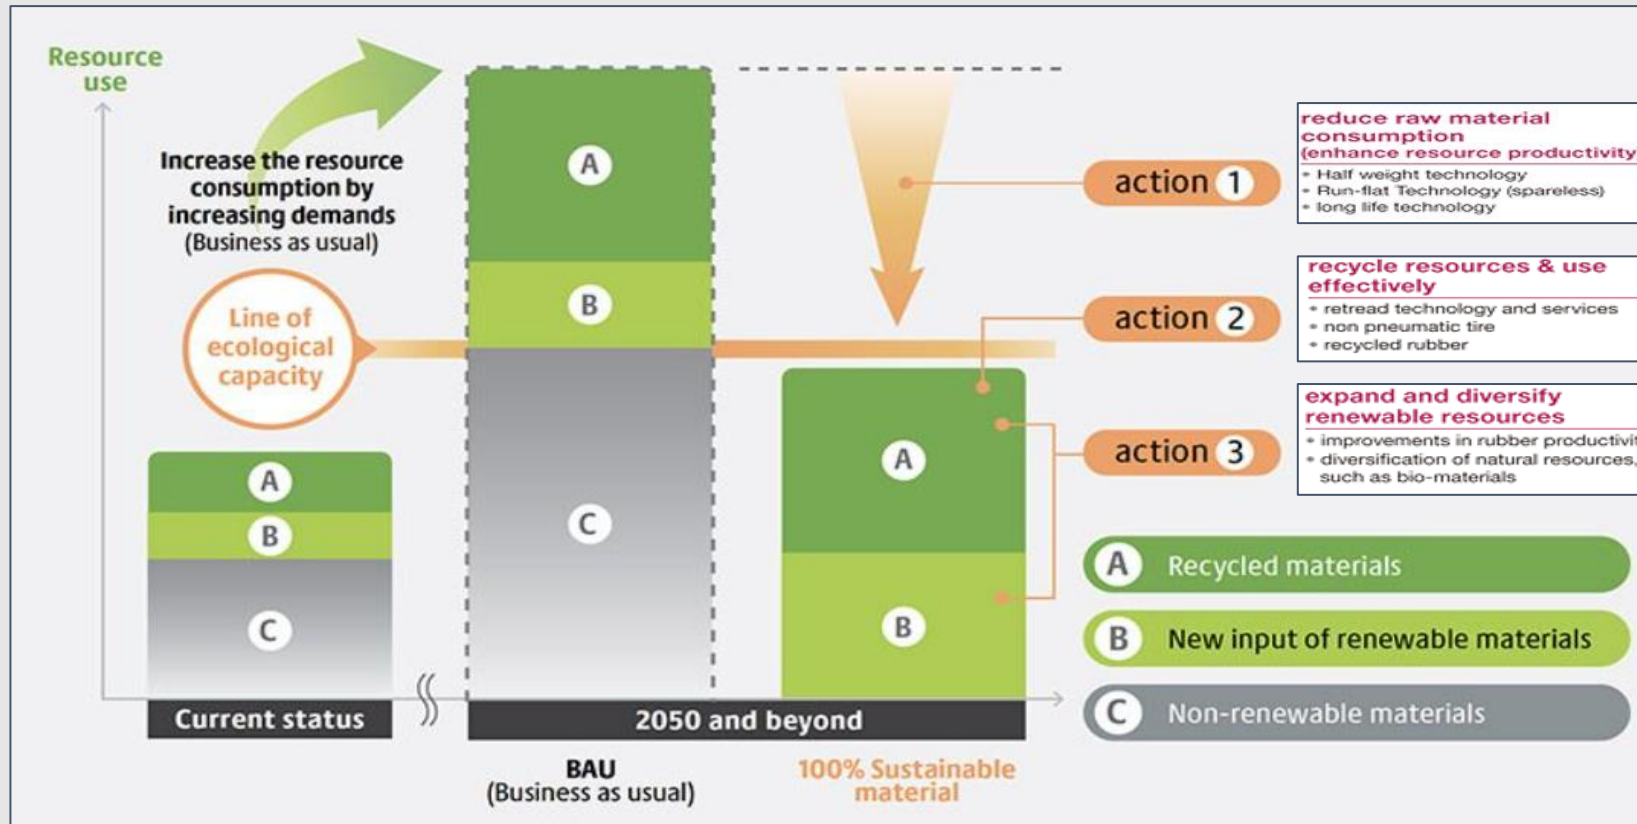 Resource
use
Increase the resource
consumption by
increasing demands
(Business as usual)
Line of
ecological
capacity
A
B
C
A
B
C
A
B
Current status
2050 and beyond
BAU
(Business as usual)
100% Sustainable
material
action 1
reduce raw material
consumption
(enhance resource productivity
• Half weight technology
• Run-flat Technology (spareless)
• long life technology
action 2
recycle resources & use
effectively
• retread technology and services
• non pneumatic tire
• recycled rubber
action 3
expand and diversify
renewable resources
• improvements in rubber productivit
• diversification of natural resources,
such as bio-materials
A Recycled materials
B New input of renewable materials
C Non-renewable materials